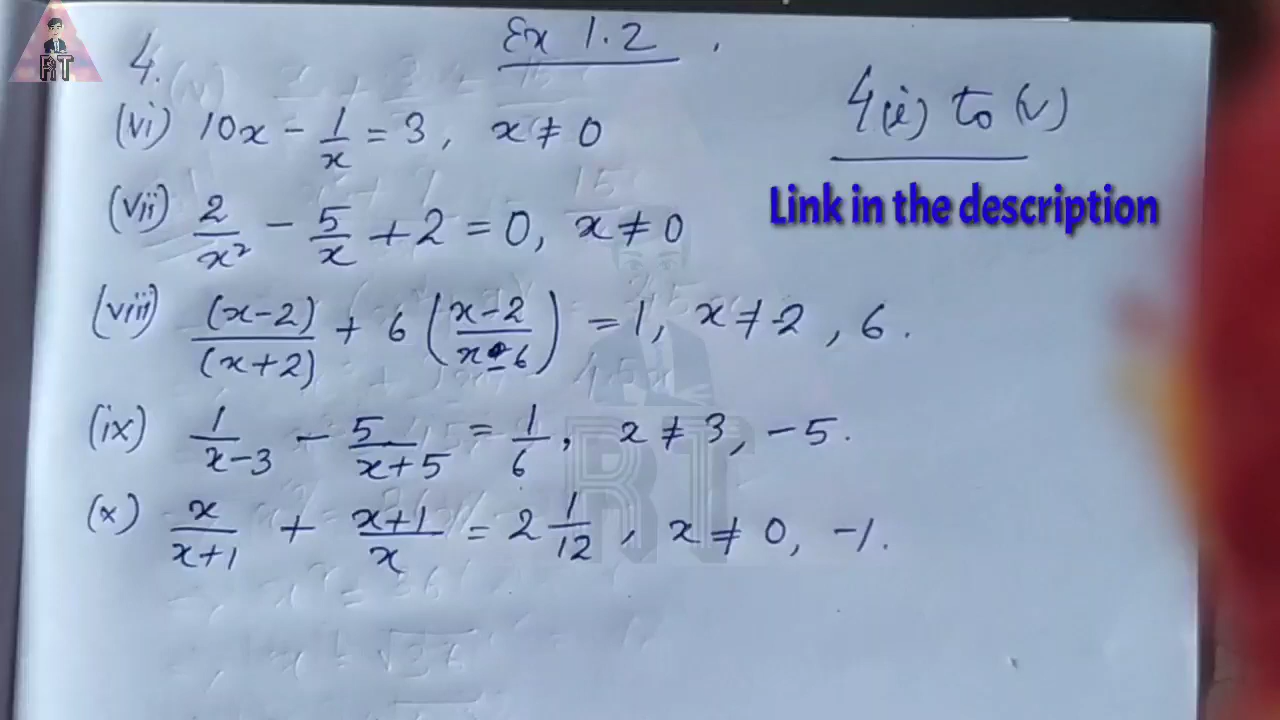 RT
Ex 1.2
4.
4(i) to (v)
Link in the description
(vi) 10x - 1/x = 3, x ≠ 0
(vii) 2/x² - 5/x + 2 = 0, x ≠ 0
(viii) (x-2)/(x+2) + 6((x-2)/(x-6)) = 1, x ≠ -2, 6.
(ix) 1/(x-3) - 5/(x+5) = 1/6, x ≠ 3, -5.
(x) x/(x+1) + (x+1)/x = 2 1/12, x ≠ 0, -1.
RT